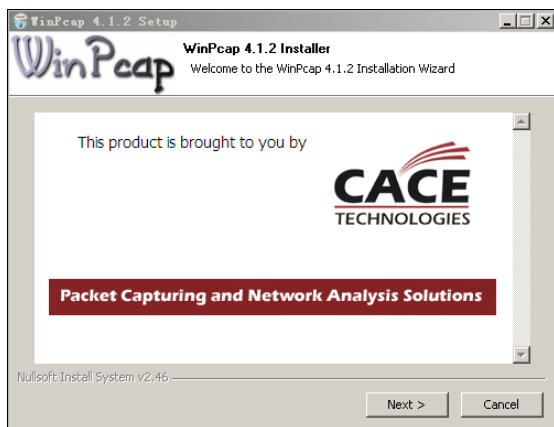 WinPcap 4.1.2 Setup
WinPcap
WinPcap 4.1.2 Installer
Welcome to the WinPcap 4.1.2 Installation Wizard
This product is brought to you by
CACE
TECHNOLOGIES
Packet Capturing and Network Analysis Solutions
Nullsoft Install System v2.46
Next >
Cancel